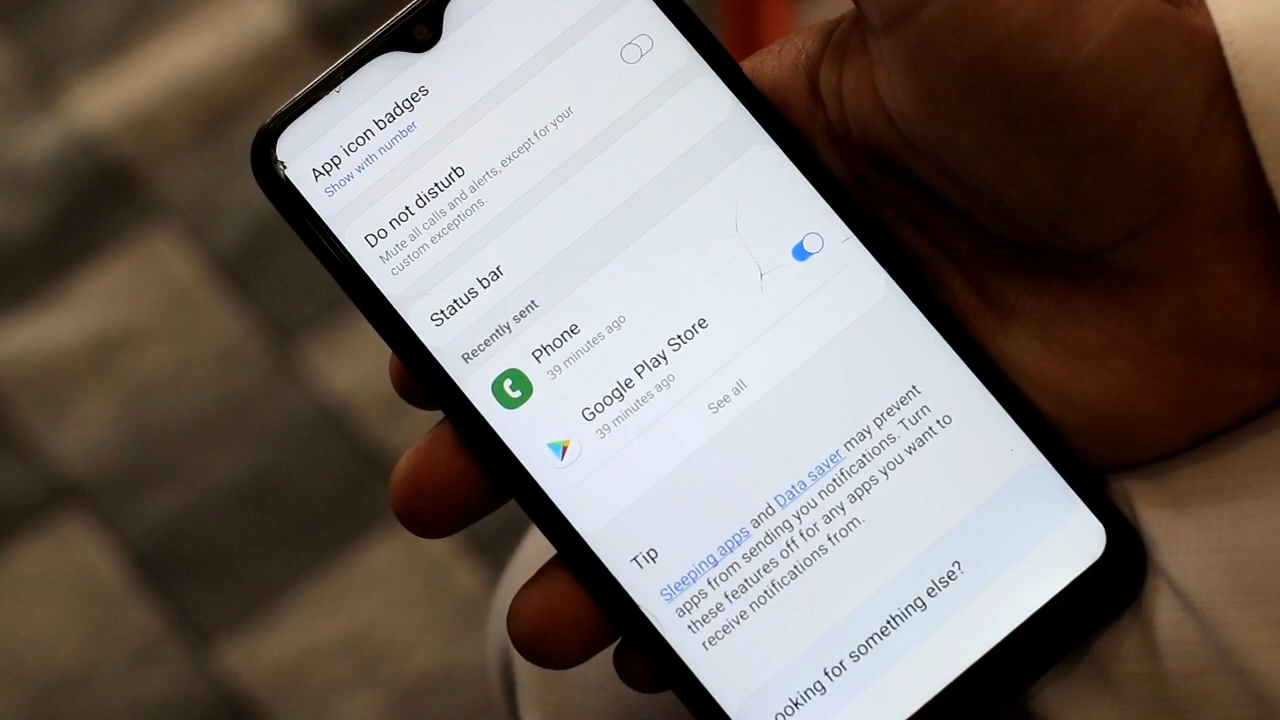 App icon badges
Show with number
Do not disturb
Mute all calls and alerts, except for your
custom exceptions.
Status bar
Recently sent
Phone
39 minutes ago
Google Play Store
39 minutes ago
See all
Tip
Sleeping apps and Data saver may prevent
apps from sending you notifications. Turn
these features off for any apps you want to
receive notifications from.
ooking for something else?